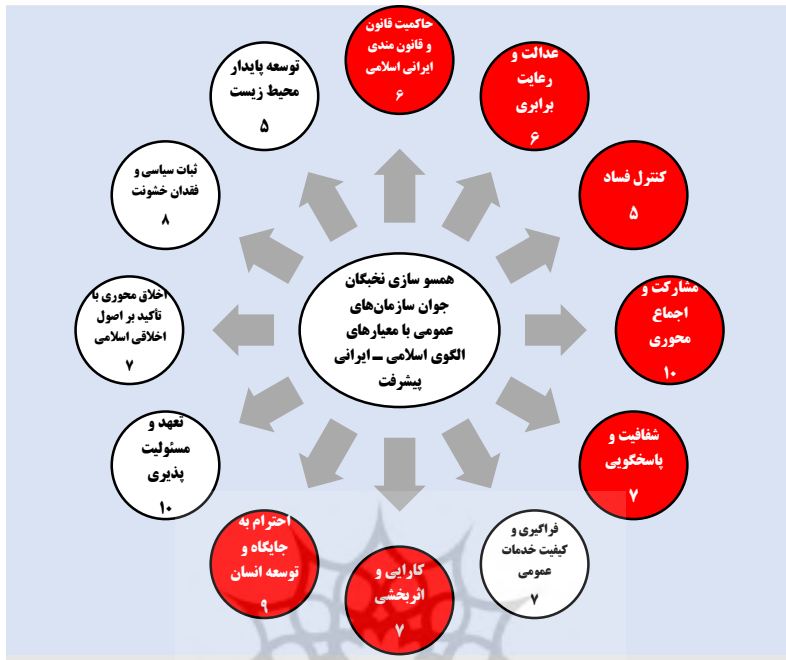 حاکمیت قانون
و قانون مندی
ایرانی اسلامی
۶
عدالت و
رعایت
برابری
۶
کنترل فساد
۵
مشارکت و
اجماع
محوری
۱۰
شفافیت و
پاسخگویی
۷
فراگیری و
کیفیت خدمات
عمومی
۷
کارایی و
اثربخشی
۷
احترام به
جایگاه و
توسعه انسان
۹
تعهد و
مسئولیت
پذیری
۱۰
اخلاق محوری با
تأکید بر اصول
اخلاقی اسلامی
۷
ثبات سیاسی و
فقدان خشونت
۸
توسعه پایدار
محیط زیست
۵
همسو سازی نخبگان
جوان سازمان‌های
عمومی با معیارهای
الگوی اسلامی – ایرانی
پیشرفت